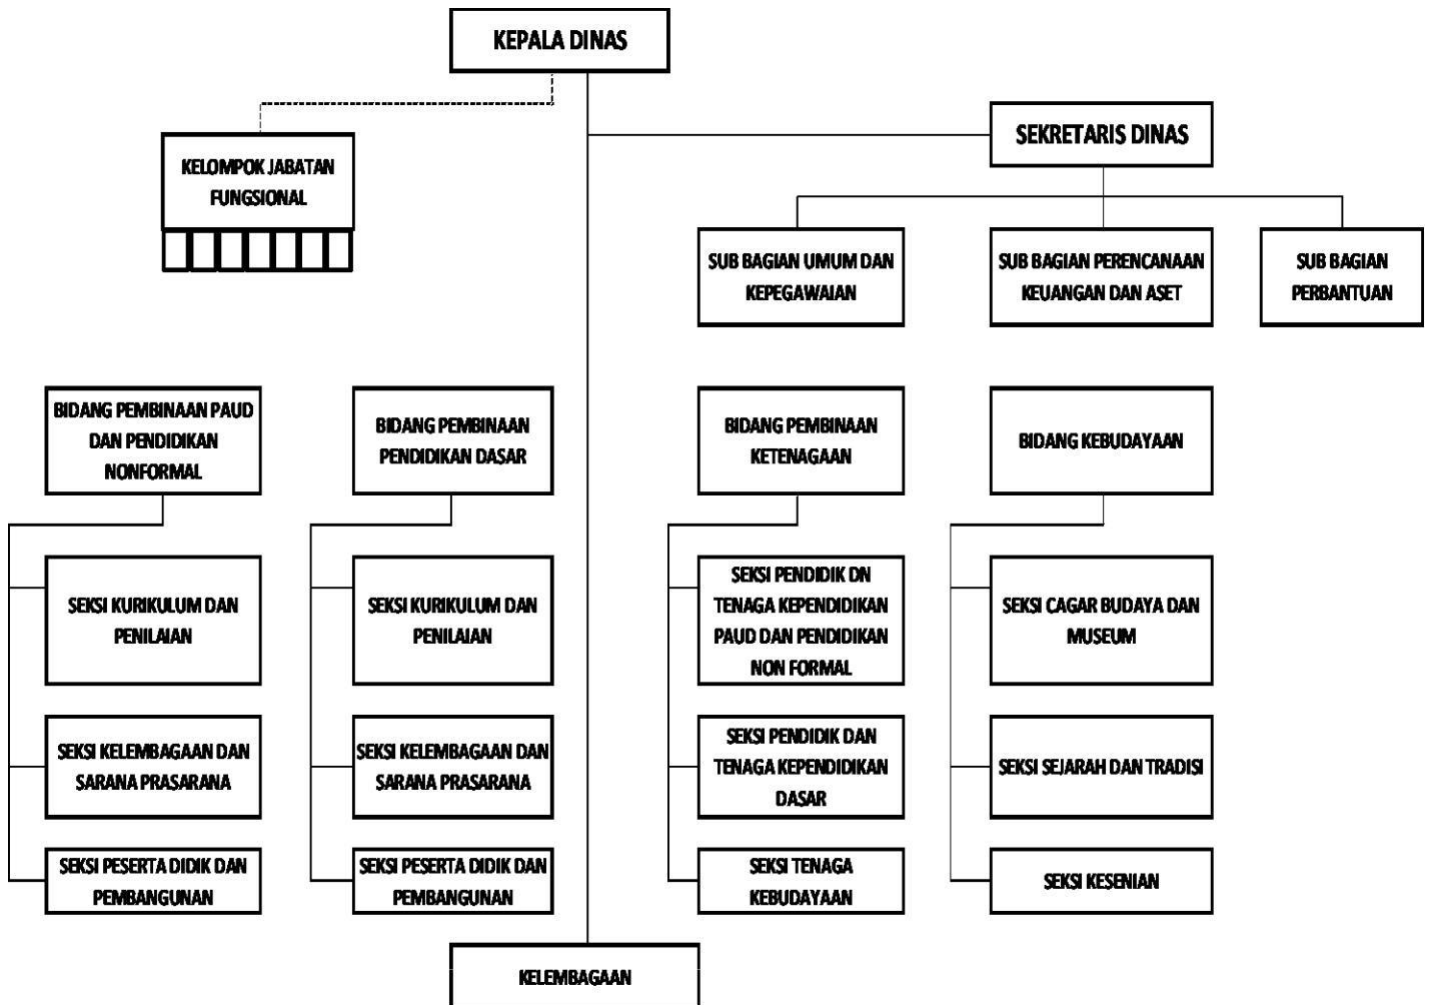 KEPALA DINAS
SEKRETARIS DINAS
KELOMPOK JABATAN
FUNGSIONAL
SUB BAGIAN UMUM DAN
KEPEGAWAIAN
SUB BAGIAN PERENCANAAN
KEUANGAN DAN ASET
SUB BAGIAN
PERBANTUAN
BIDANG PEMBINAAN PAUD
DAN PENDIDIKAN
NONFORMAL
BIDANG PEMBINAAN
PENDIDIKAN DASAR
BIDANG PEMBINAAN
KETENAGAAN
BIDANG KEBUDAYAAN
SEKSI KURIKULUM DAN
PENILAIAN
SEKSI KURIKULUM DAN
PENILAIAN
SEKSI PENDIDIK DN
TENAGA KEPENDIDIKAN
PAUD DAN PENDIDIKAN
NON FORMAL
SEKSI CAGAR BUDAYA DAN
MUSEUM
SEKSI KELEMBAGAAN DAN
SARANA PRASARANA
SEKSI KELEMBAGAAN DAN
SARANA PRASARANA
SEKSI PENDIDIK DAN
TENAGA KEPENDIDIKAN
DASAR
SEKSI SEJARAH DAN TRADISI
SEKSI PESERTA DIDIK DAN
PEMBANGUNAN
SEKSI PESERTA DIDIK DAN
PEMBANGUNAN
SEKSI TENAGA
KEBUDAYAAN
SEKSI KESENIAN
KELEMBAGAAN